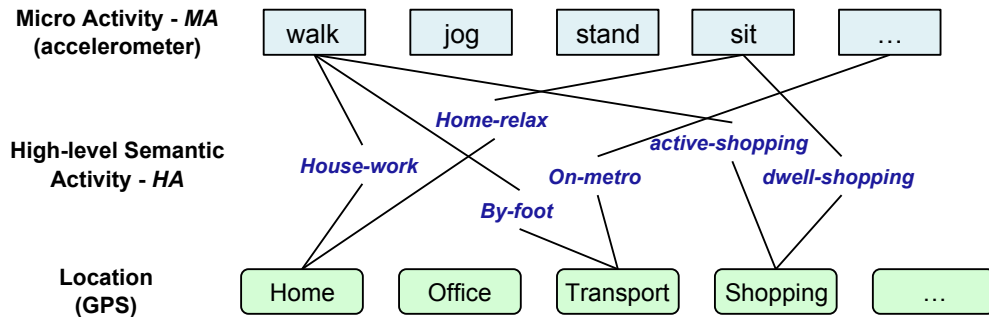 Micro Activity - MA
(accelerometer)
walk jog stand sit …
Home-relax
active-shopping
High-level Semantic
Activity - HA
House-work
On-metro
dwell-shopping
By-foot
Location
(GPS)
Home Office Transport Shopping …